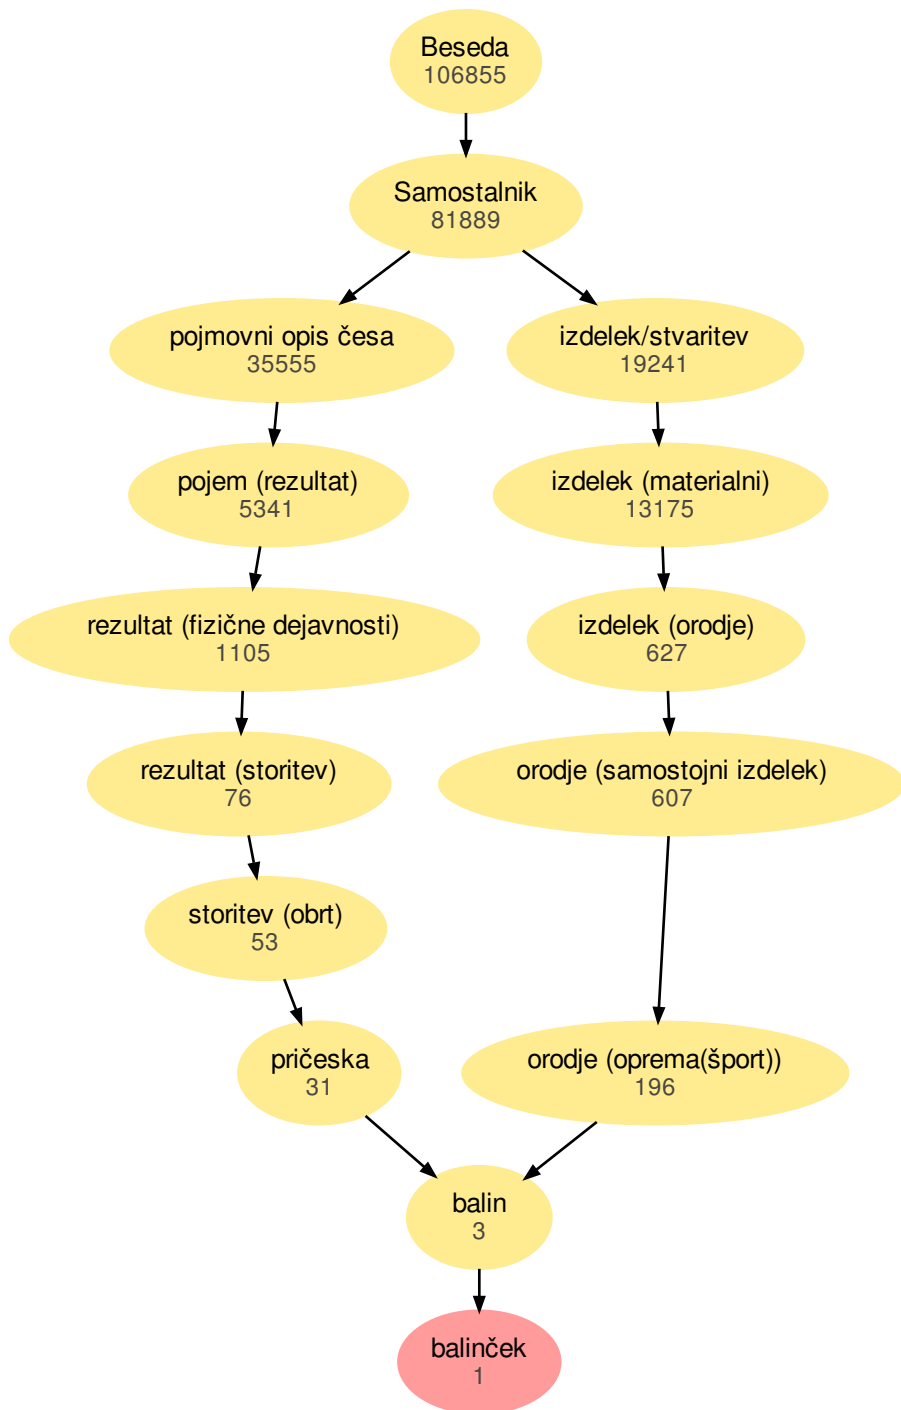 Beseda
106855
Samostalnik
81889
pojmovni opis česa
35555
izdelek/stvaritev
19241
pojem (rezultat)
5341
izdelek (materialni)
13175
rezultat (fizične dejavnosti)
1105
izdelek (orodje)
627
rezultat (storitev)
76
orodje (samostojni izdelek)
607
storitev (obrt)
53
pričeska
31
orodje (oprema(šport))
196
balin
3
balinček
1